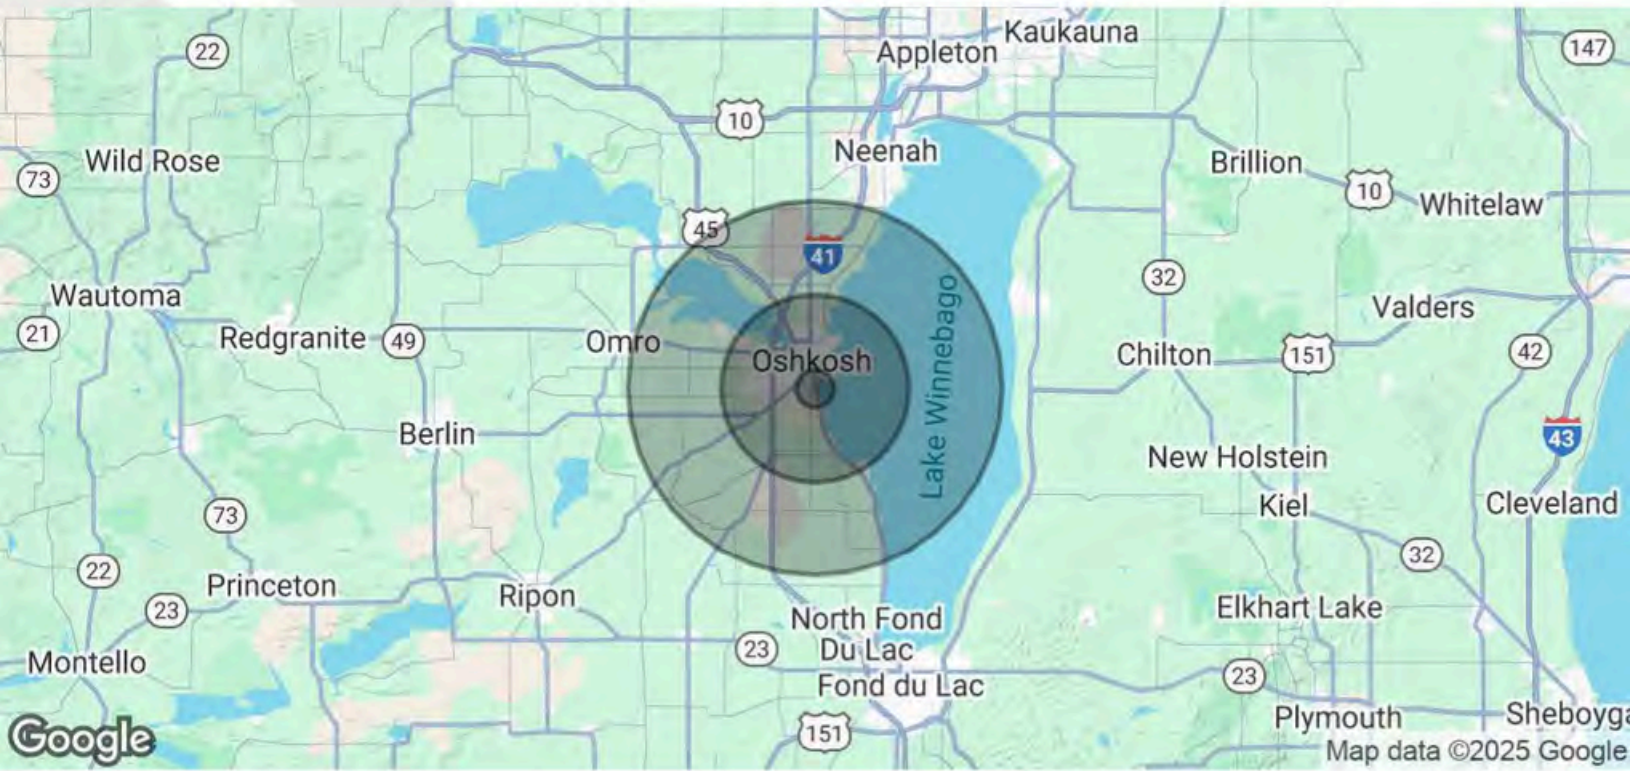 Kaukauna
Appleton
22
147
10
Neenah
Wild Rose
Brillion
73
10
Whitelaw
45
41
32
Wautoma
Lake Winnebago
Valders
21
Redgranite
49
Omro
Oshkosh
Chilton
151
42
Berlin
43
New Holstein
Kiel
Cleveland
73
32
22
Princeton
23
Ripon
North Fond
Du Lac
Elkhart Lake
23
Montello
Fond du Lac
23
Plymouth
Sheboyga
151
Google
Map data ©2025 Google